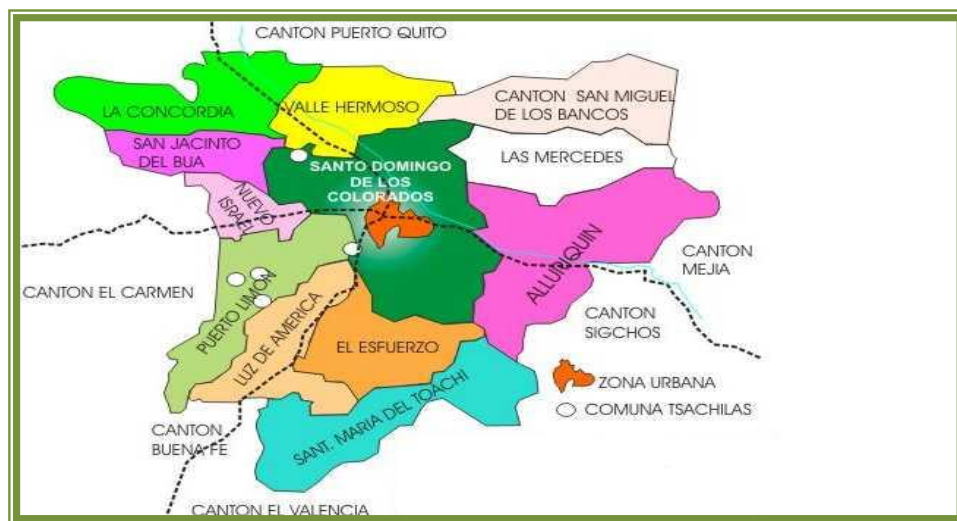 CANTON PUERTO QUITO
LA CONCORDIA
VALLE HERMOSO
CANTON SAN MIGUEL
DE LOS BANCOS
SAN JACINTO
DEL BUA
SANTO DOMINGO
DE LOS
COLORADOS
LAS MERCEDES
NUEVO
ISRAEL
ALLURIQUIN
CANTON
MEJIA
CANTON EL CARMEN
PUERTO LIMON
LUZ DE AMERICA
EL ESFUERZO
CANTON
SIGCHOS
ZONA URBANA
COMUNA TSACHILAS
SANT. MARIA DEL TOACHI
CANTON
BUENA FE
CANTON EL VALENCIA